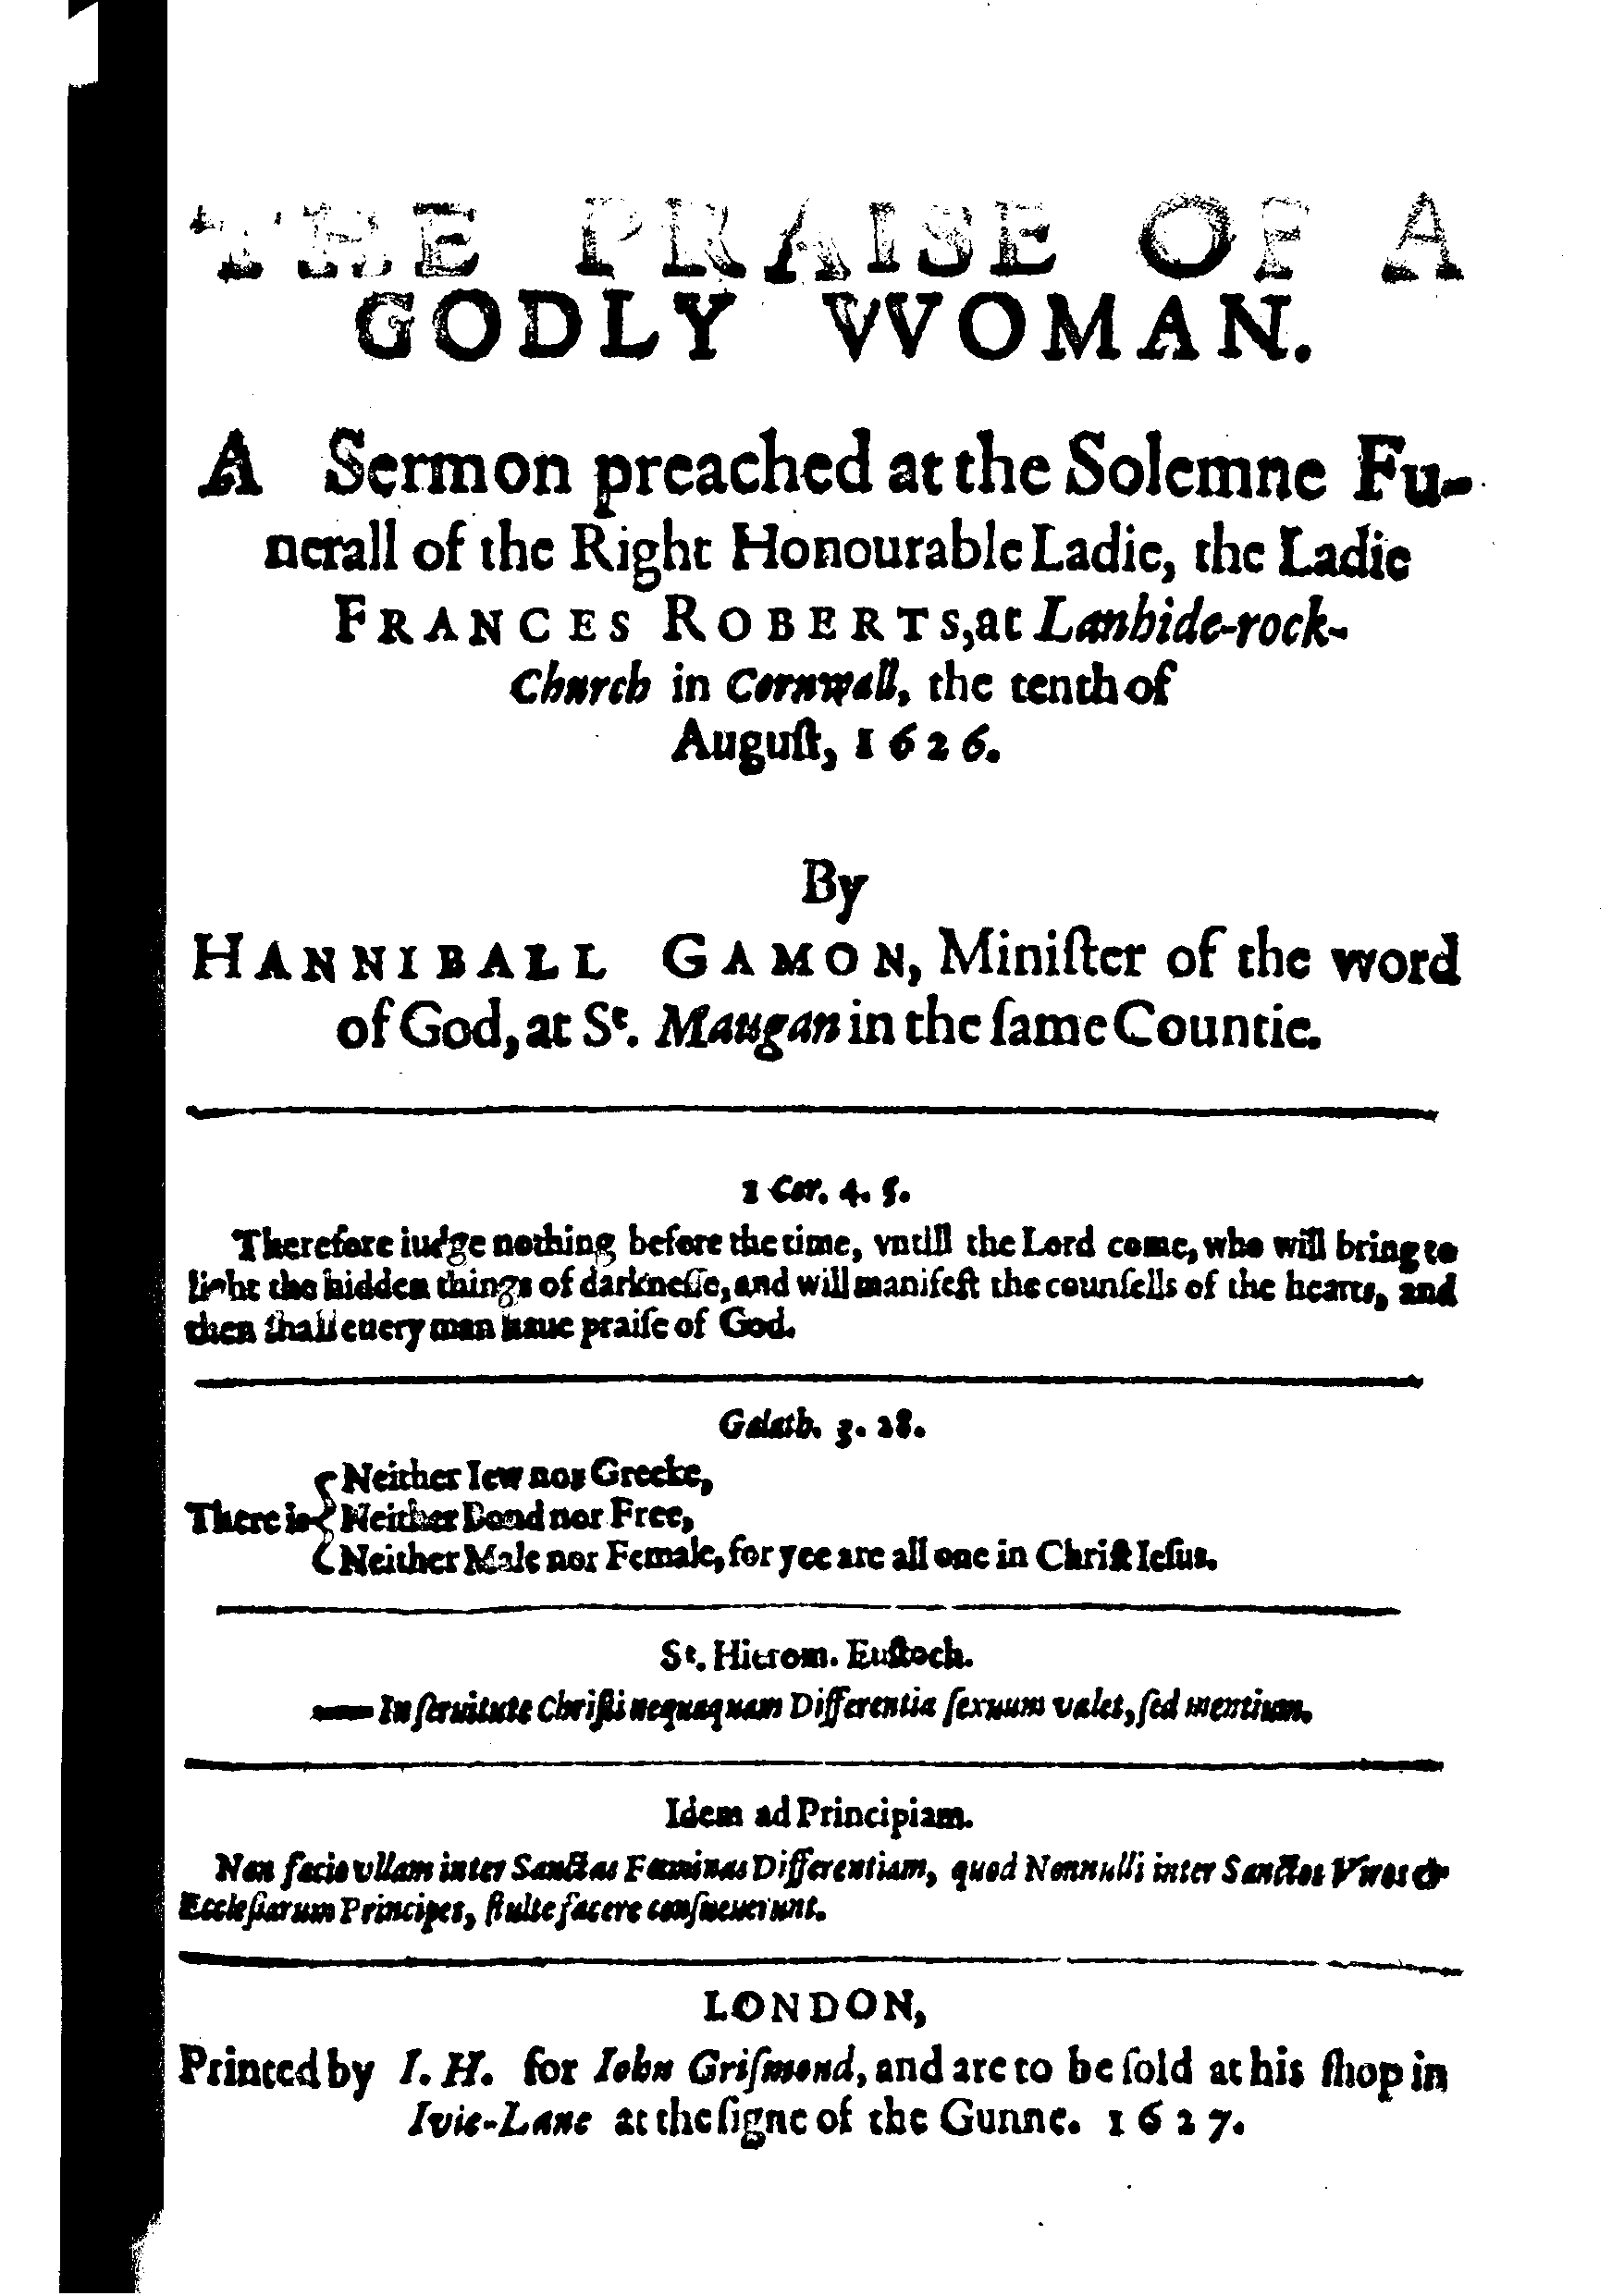 THE PRAISE OF A
GODLY VVOMAN.
A Sermon preached at the Solemne Fu-
nerall of the Right Honourable Ladie, the Ladie
FRANCES ROBERTS, at Lanhide-rock-
Church in Cornwall, the tenth of
Auguſt, 1626.
By
HANNIBALL GAMON, Miniſter of the word
of God, at St. Maugan in the ſame Countie.
1 Cor. 4. 5.
Therefore iudge nothing before the time, vntill the Lord come, who will bring to
light the hidden things of darkneſſe, and will manifeſt the counſells of the hearts, and
then ſhall euery man haue praiſe of God.
Galath. 3. 28.
Neither Iew nor Greeke,
There is Neither Bond nor Free,
Neither Male nor Female, for yee are all one in Chriſt Ieſus.
St. Hierom. Euſtoch.
— In ſeruitute Chriſti nequaquam Differentia ſexuum valet, ſed mentium.
Idem ad Principiam.
Non facio vllam inter Sanctas Fœminas Differentiam, quod Nonnulli inter Sanctos Viros &
Eccleſiarum Principes, ſtulte facere conſueuerunt.
LONDON,
Printed by I. H. for Iohn Griſmond, and are to be ſold at his ſhop in
Ivie-Lane at the ſigne of the Gunne. 1627.